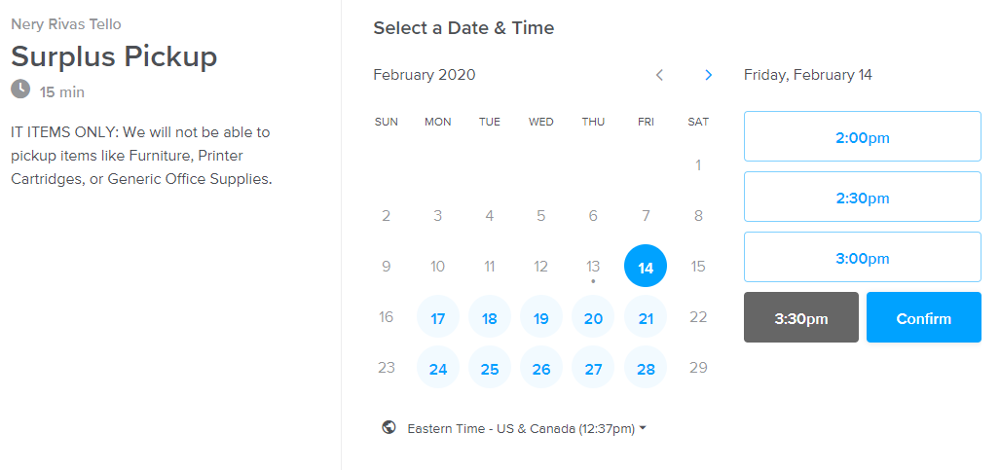 Nery Rivas Tello
Surplus Pickup
15 min
IT ITEMS ONLY: We will not be able to
pickup items like Furniture, Printer
Cartridges, or Generic Office Supplies.
Select a Date & Time
February 2020
SUN MON TUE WED THU FRI SAT
1
2 3 4 5 6 7 8
9 10 11 12 13 14 15
16 17 18 19 20 21 22
23 24 25 26 27 28 29
Eastern Time - US & Canada (12:37pm)
Friday, February 14
2:00pm
2:30pm
3:00pm
3:30pm Confirm